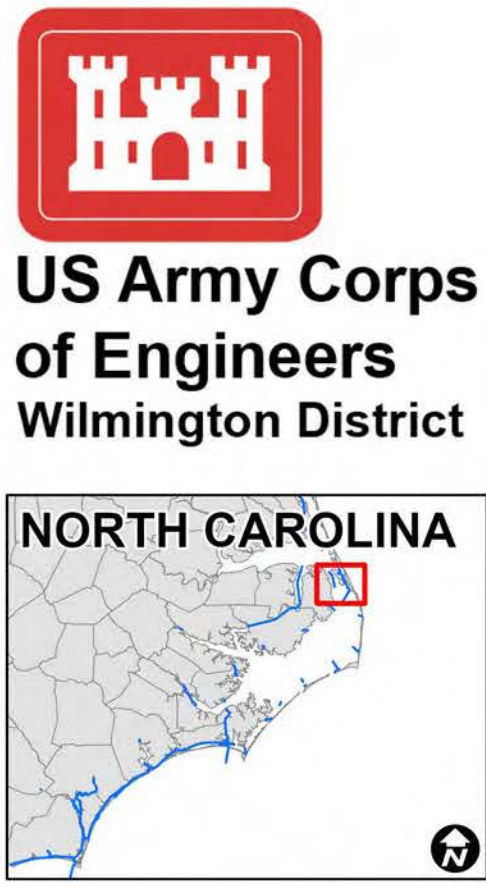 US Army Corps
of Engineers
Wilmington District
NORTH CAROLINA
N